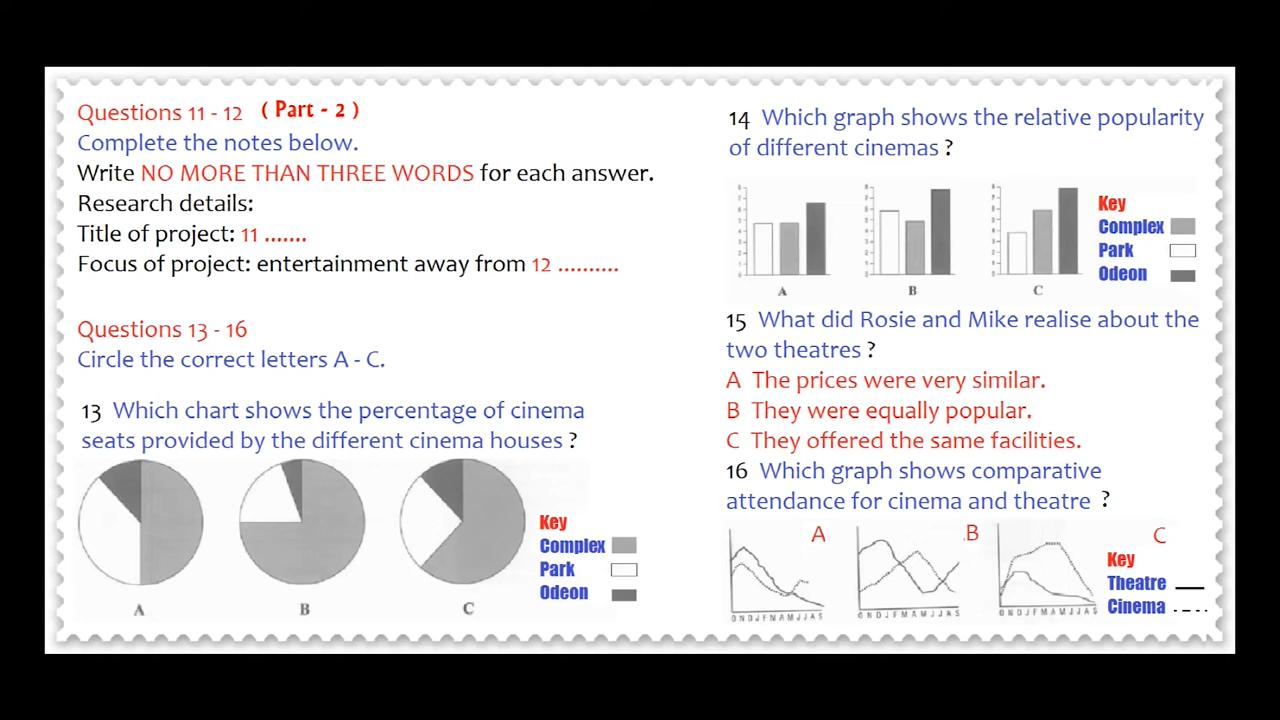 Questions 11 - 12 ( Part - 2 )
Complete the notes below.
Write NO MORE THAN THREE WORDS for each answer.
Research details:
Title of project: 11 .......
Focus of project: entertainment away from 12 ..........
Questions 13 - 16
Circle the correct letters A - C.
13 Which chart shows the percentage of cinema
seats provided by the different cinema houses ?
A B C
Key
Complex
Park
Odeon
14 Which graph shows the relative popularity
of different cinemas ?
A B C
Key
Complex
Park
Odeon
15 What did Rosie and Mike realise about the
two theatres ?
A The prices were very similar.
B They were equally popular.
C They offered the same facilities.
16 Which graph shows comparative
attendance for cinema and theatre ?
A B C
O N D J F M A M J J A S
O N D J F M A M J J A S
O N D J F M A M J J A S
Key
Theatre
Cinema